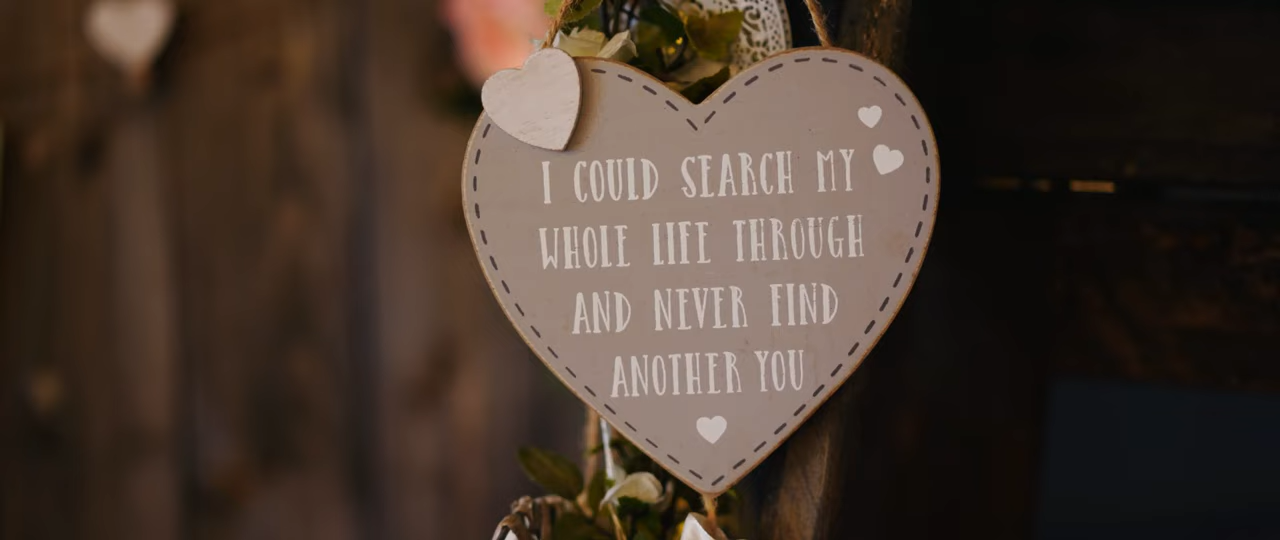 I COULD SEARCH MY
WHOLE LIFE THROUGH
AND NEVER FIND
ANOTHER YOU